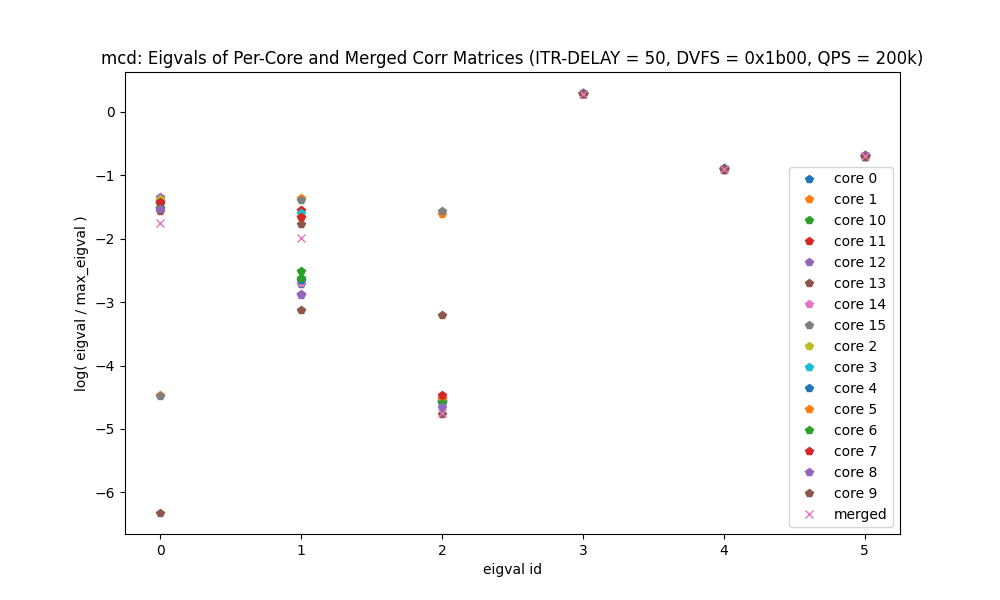 mcd: Eigvals of Per-Core and Merged Corr Matrices (ITR-DELAY = 50, DVFS = 0x1b00, QPS = 200k)
log( eigval / max_eigval )
0
−1
−2
−3
−4
−5
−6
0 1 2 3 4 5
eigval id
core 0
core 1
core 10
core 11
core 12
core 13
core 14
core 15
core 2
core 3
core 4
core 5
core 6
core 7
core 8
core 9
merged